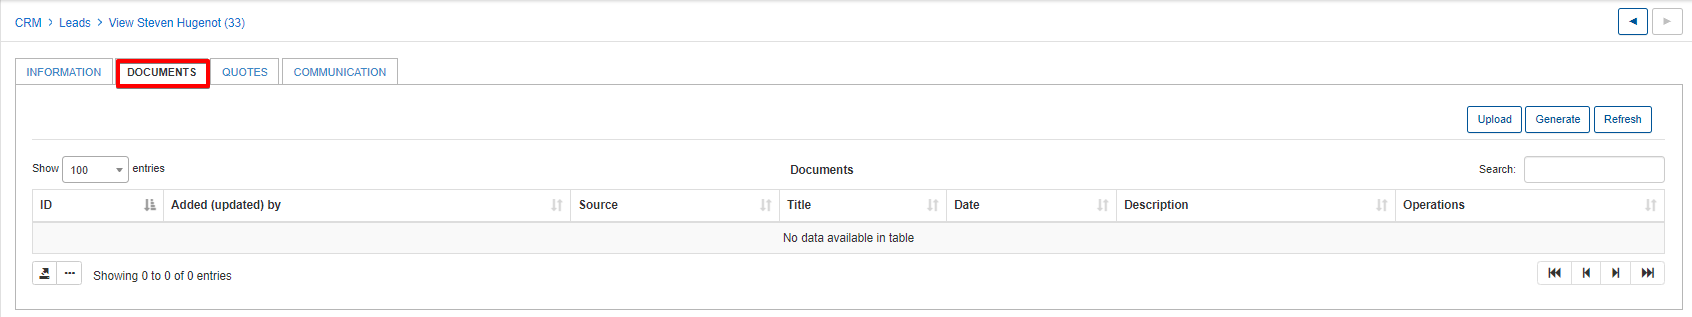 CRM > Leads > View Steven Hugenot (33)
INFORMATION DOCUMENTS QUOTES COMMUNICATION
Upload Generate Refresh
Show 100 entries Documents Search:
ID Added (updated) by Source Title Date Description Operations
No data available in table
Showing 0 to 0 of 0 entries